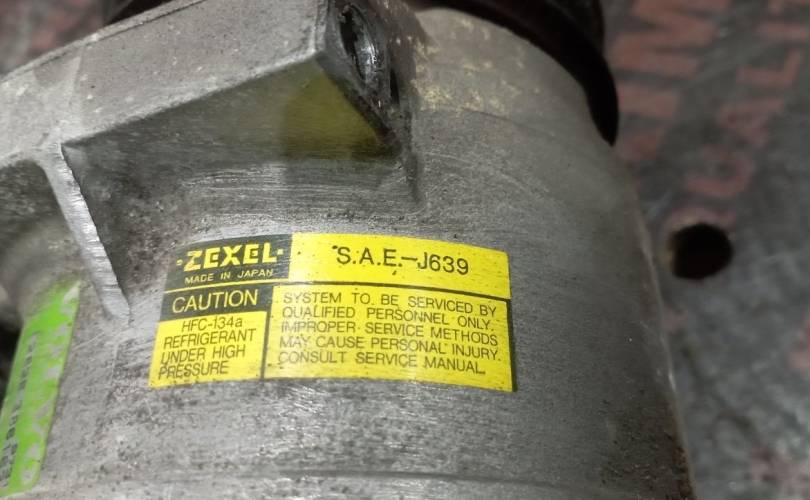 ZEXEL
MADE IN JAPAN
S.A.E.-J639
CAUTION
HFC-134a
REFRIGERANT
UNDER HIGH
PRESSURE
SYSTEM TO BE SERVICED BY
QUALIFIED PERSONNEL ONLY.
IMPROPER SERVICE METHODS
MAY CAUSE PERSONAL INJURY.
CONSULT SERVICE MANUAL.